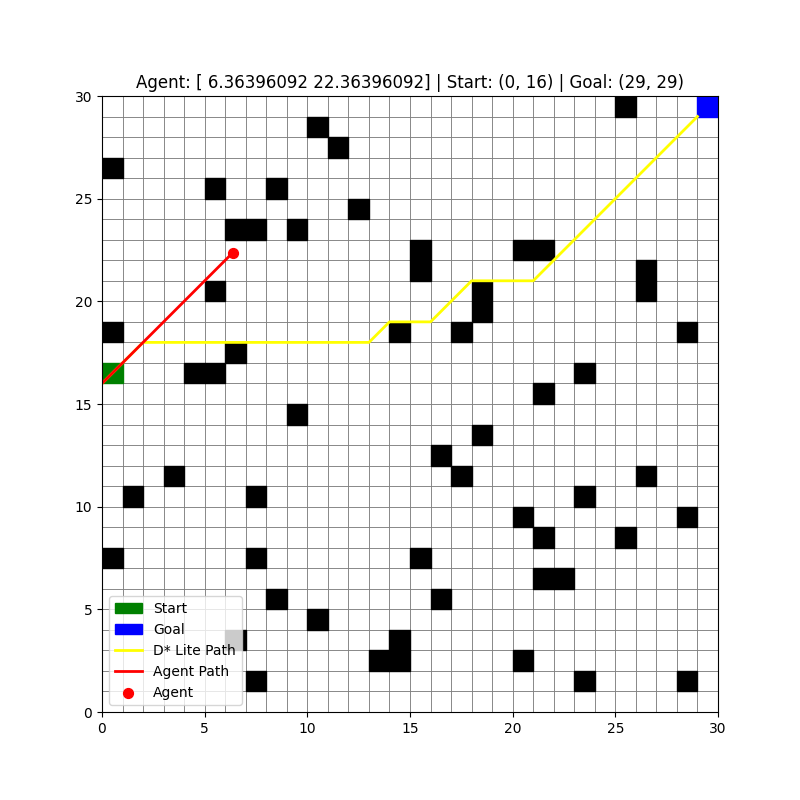 Agent: [ 6.36396092 22.36396092] | Start: (0, 16) | Goal: (29, 29)
30
25
20
15
10
5
0
0 5 10 15 20 25 30
Start
Goal
D* Lite Path
Agent Path
Agent